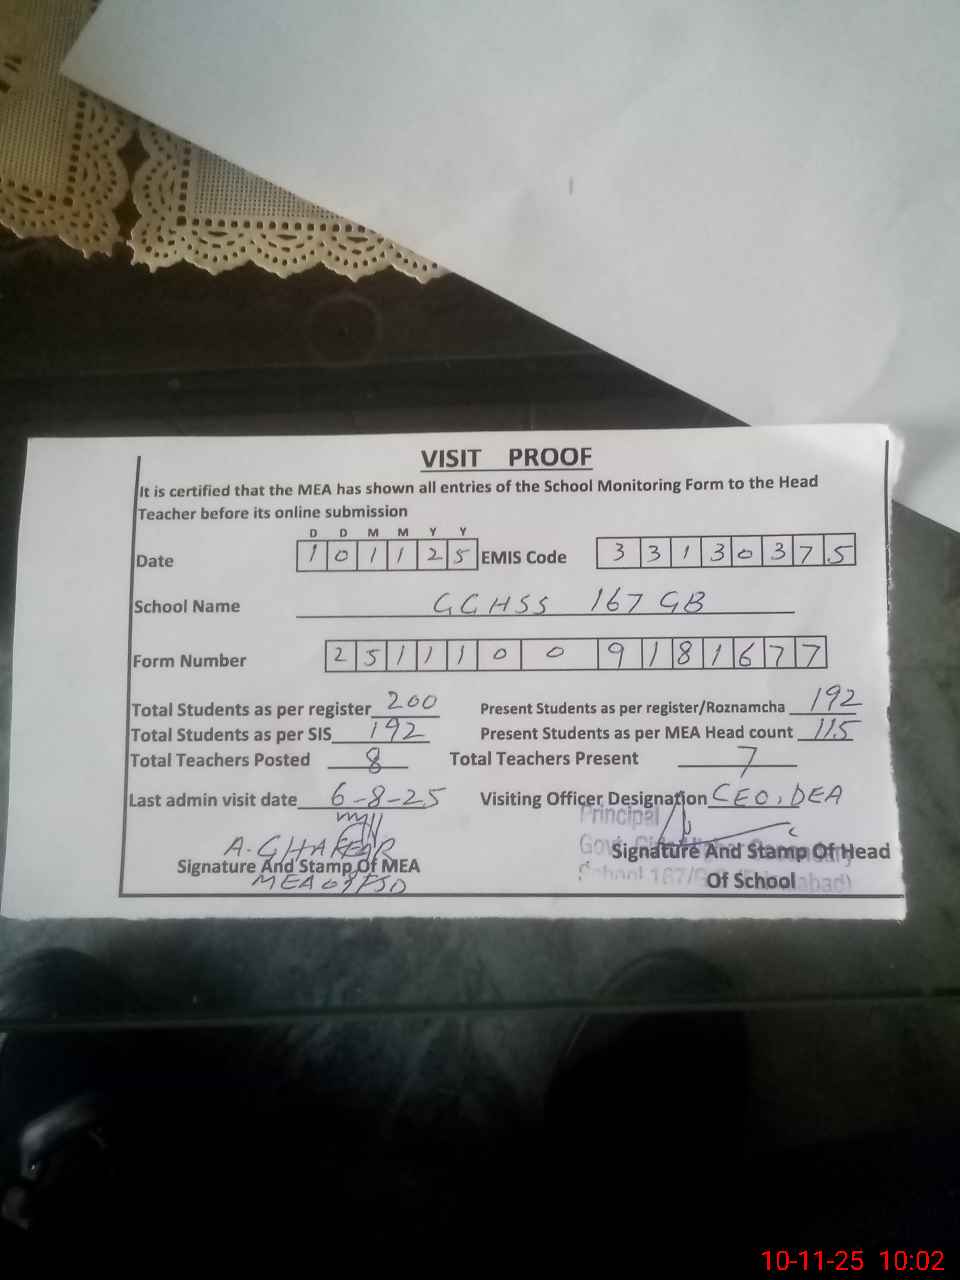 VISIT PROOF
It is certified that the MEA has shown all entries of the School Monitoring Form to the Head
Teacher before its online submission
D D M M Y Y
Date 1 0 1 1 2 5 EMIS Code 3 3 1 3 0 3 7 5
School Name GGHSS 167 GB
Form Number 2 5 1 1 1 0 0 9 1 8 1 6 7 7
Total Students as per register 200 Present Students as per register/Roznamcha 192
Total Students as per SIS 192 Present Students as per MEA Head count 115
Total Teachers Posted 8 Total Teachers Present 7
Last admin visit date 6-8-25 Visiting Officer Designation CEO, DEA
Principal
A. GHAFFAR
Signature And Stamp Of MEA Signature And Stamp Of Head
Of School
School 167/
10-11-25 10:02